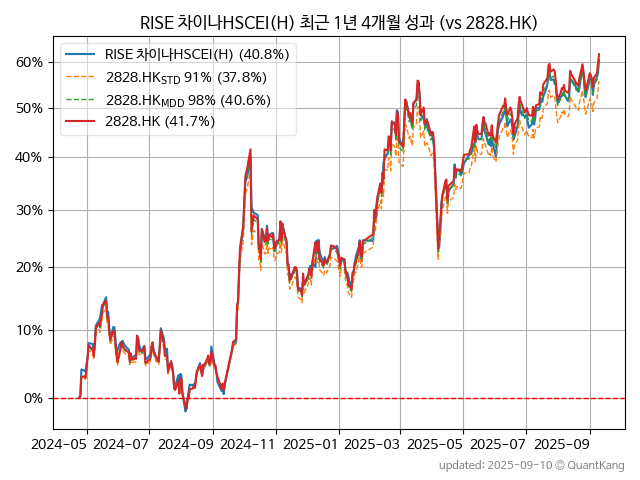 RISE 차이나HSCEI(H) 최근 1년 4개월 성과 (vs 2828.HK)
RISE 차이나HSCEI(H) (40.8%)
2828.HK_STD 91% (37.8%)
2828.HK_MDD 98% (40.6%)
2828.HK (41.7%)
60%
50%
40%
30%
20%
10%
0%
2024-05 2024-07 2024-09 2024-11 2025-01 2025-03 2025-05 2025-07 2025-09
updated: 2025-09-10 © QuantKang